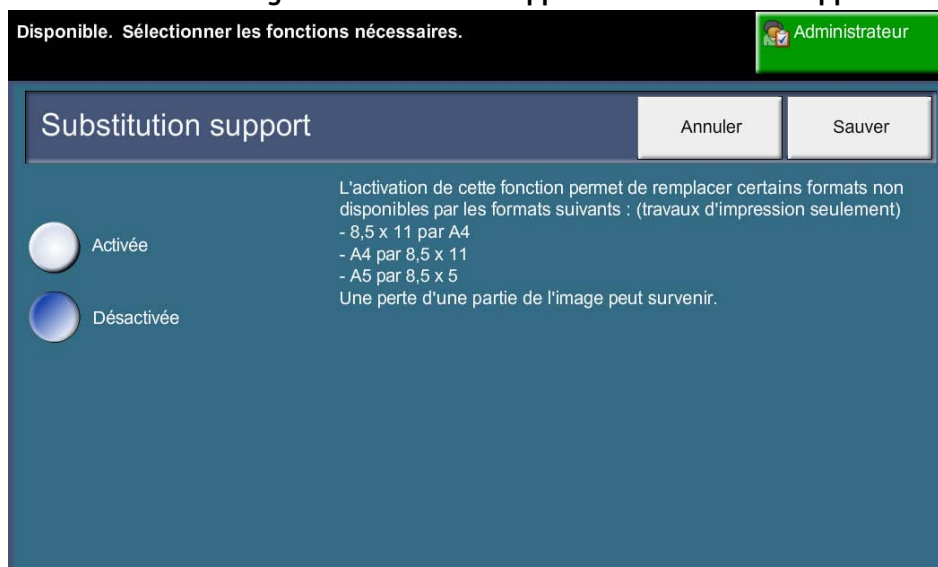 Disponible. Sélectionner les fonctions nécessaires.
Administrateur
Substitution support
Annuler
Sauver
L'activation de cette fonction permet de remplacer certains formats non
disponibles par les formats suivants : (travaux d'impression seulement)
- 8,5 x 11 par A4
- A4 par 8,5 x 11
- A5 par 8,5 x 5
Une perte d'une partie de l'image peut survenir.
Activée
Désactivée